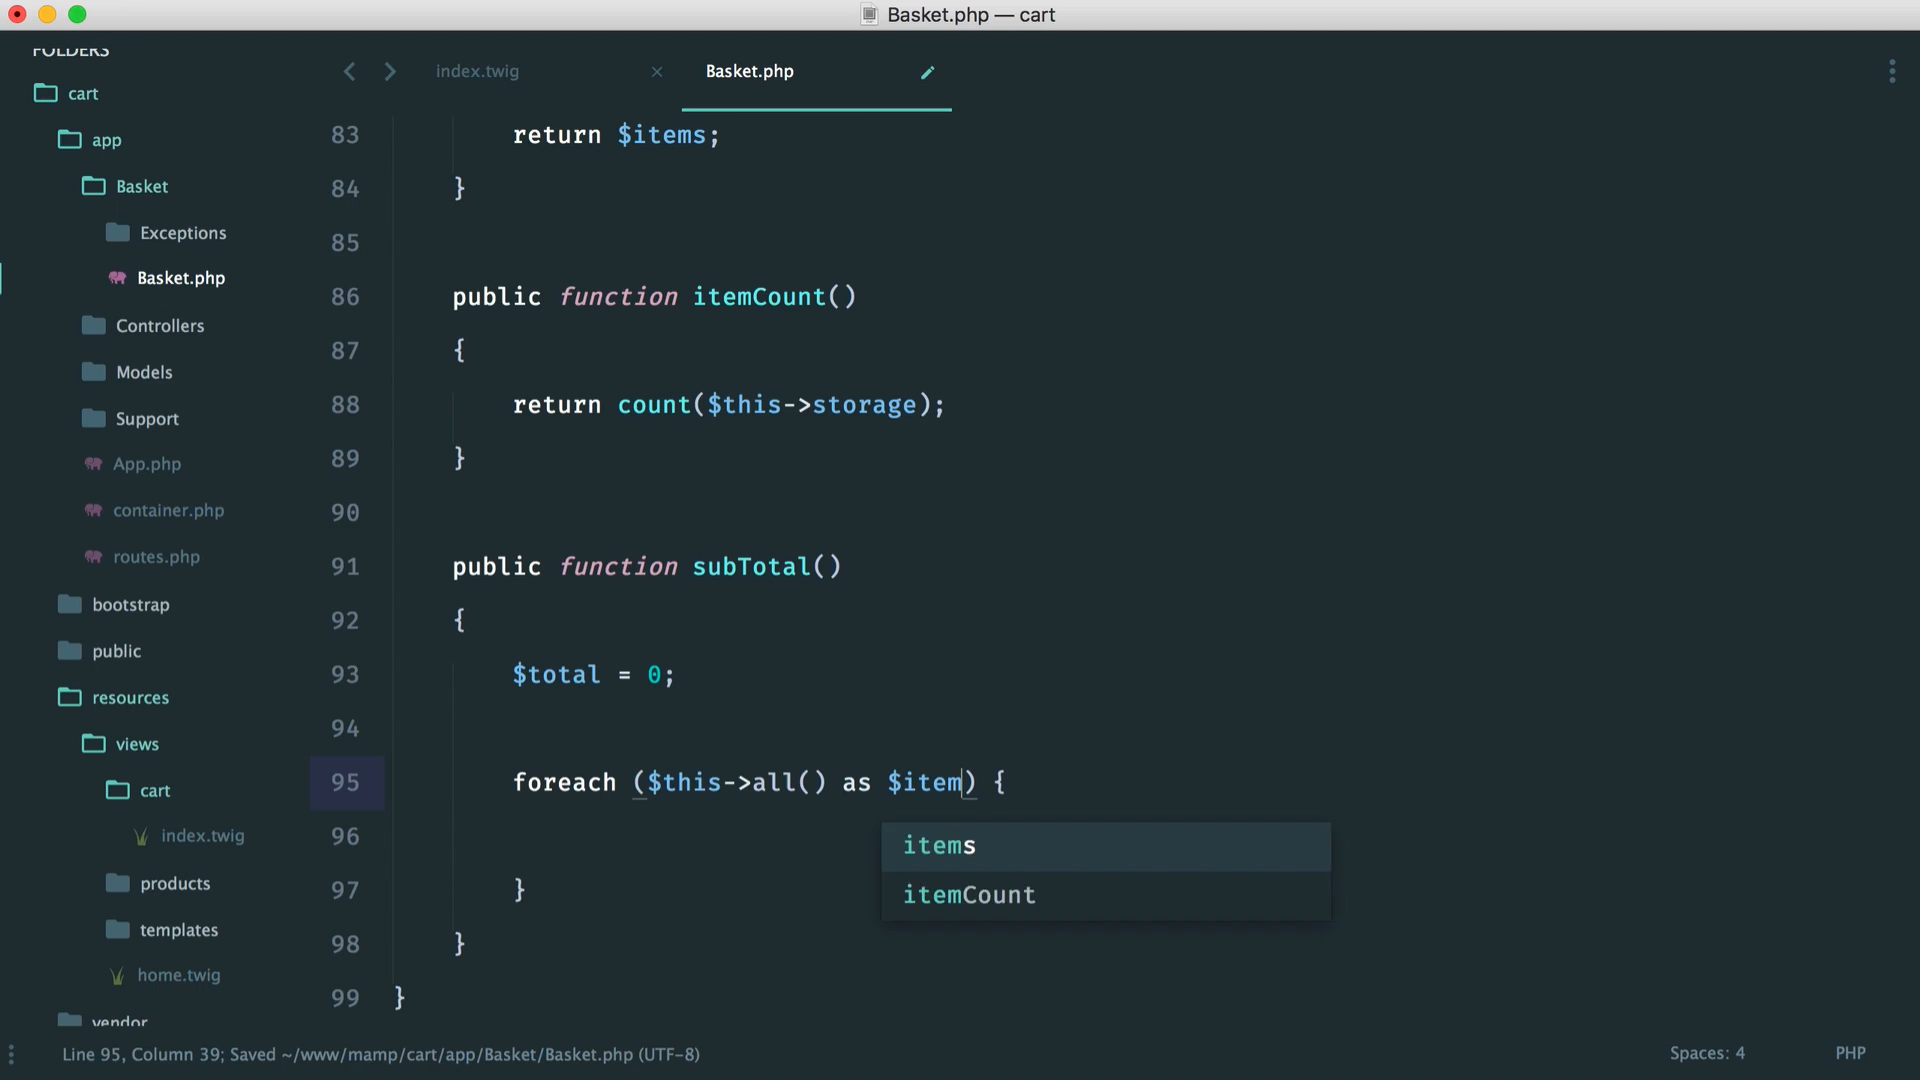 Basket.php — cart
FOLDERS
cart
app
Basket
Exceptions
Basket.php
Controllers
Models
Support
App.php
container.php
routes.php
bootstrap
public
resources
views
cart
index.twig
products
templates
home.twig
vendor
index.twig
Basket.php
83 return $items;
84 }
85
86 public function itemCount()
87 {
88 return count($this->storage);
89 }
90
91 public function subTotal()
92 {
93 $total = 0;
94
95 foreach ($this->all() as $item) {
96
items
itemCount
97 }
98 }
99 }
Line 95, Column 39; Saved ~/www/mamp/cart/app/Basket/Basket.php (UTF-8)
Spaces: 4
PHP